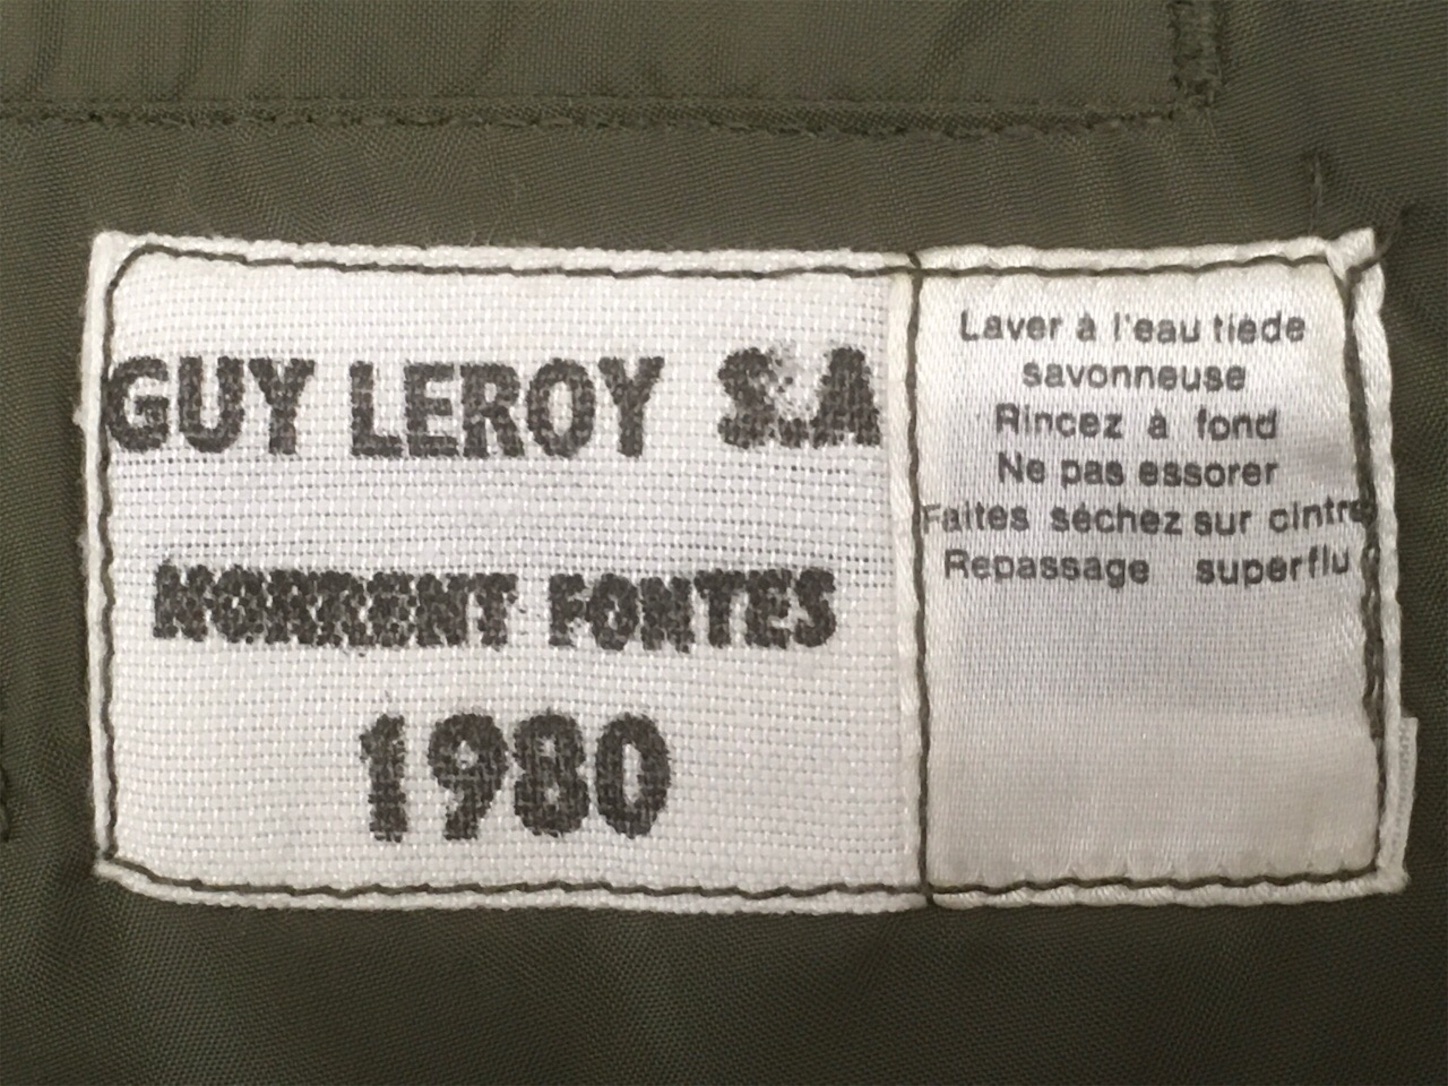 GUY LEROY S.A
NORRENT FONTES
1980
Laver à l'eau tiède
savonneuse
Rincez à fond
Ne pas essorer
Faites séchez sur cintre
Repassage superflu